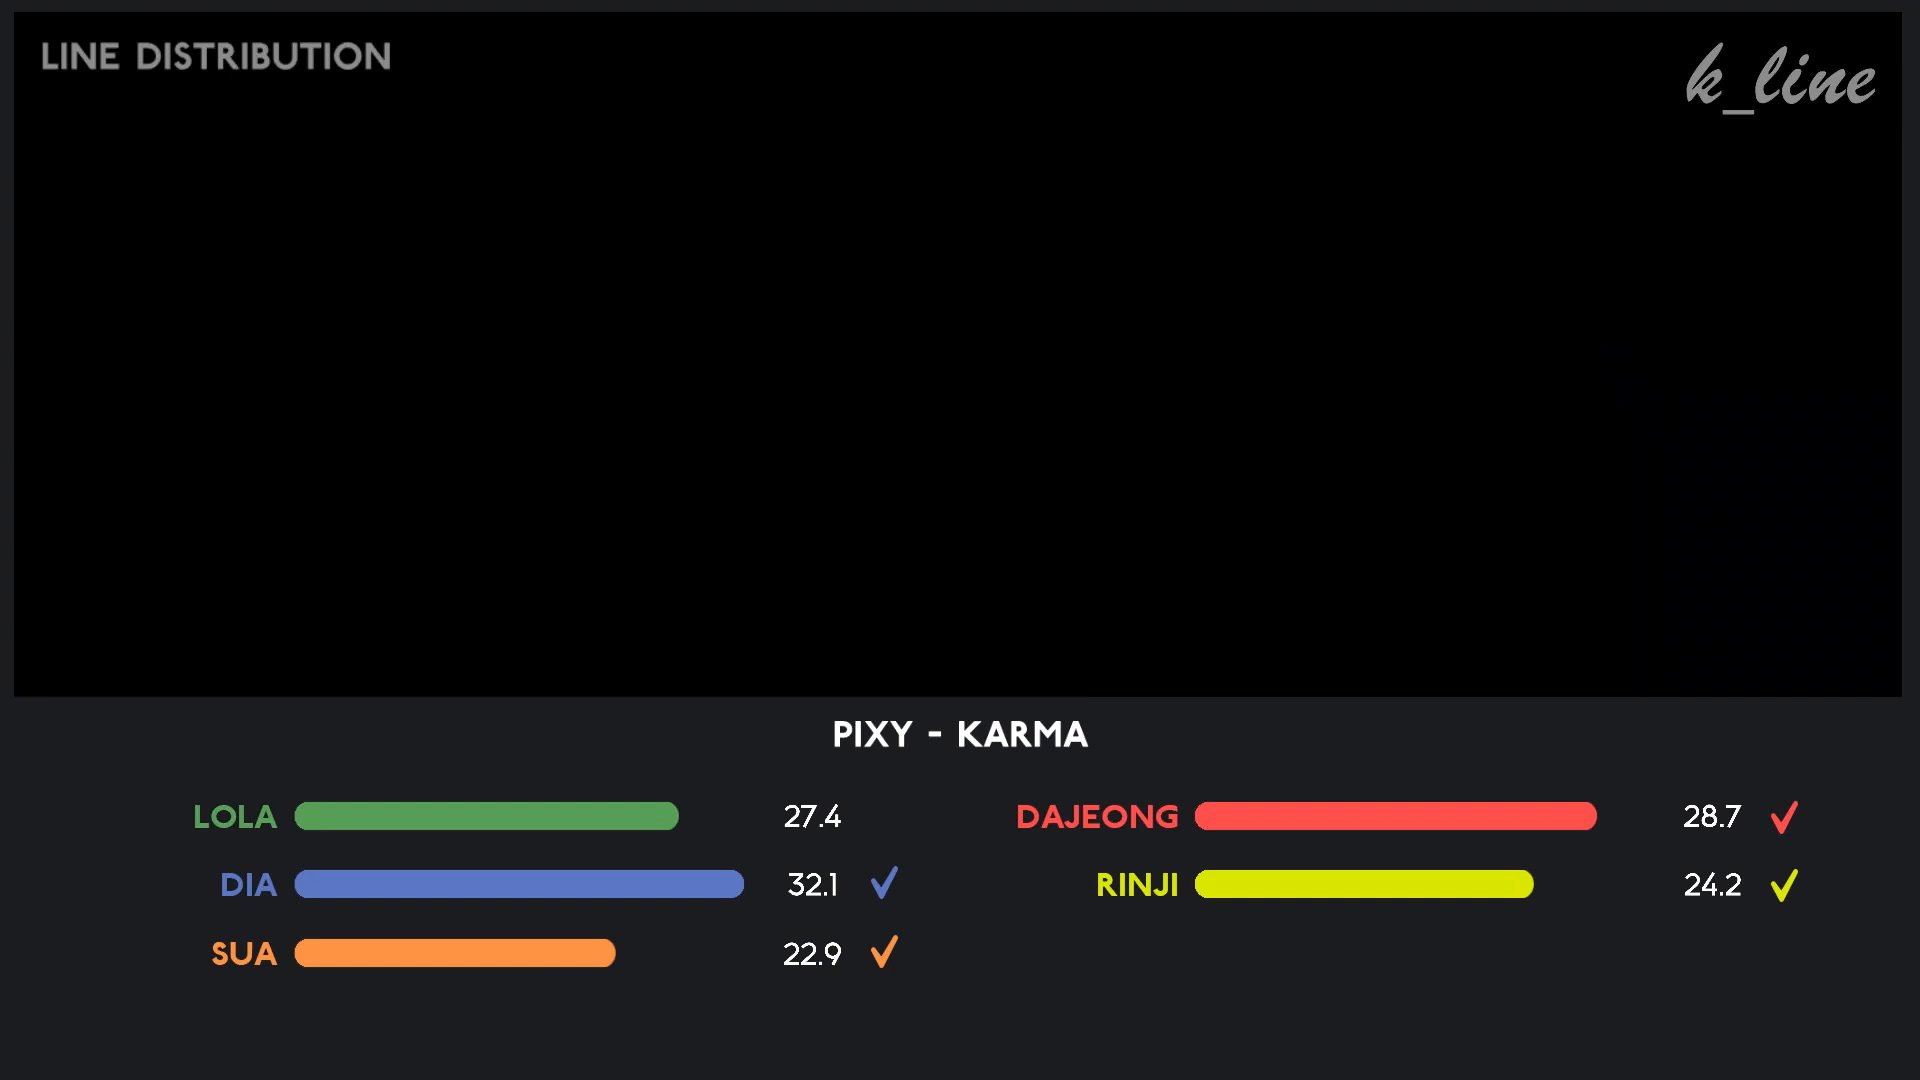 LINE DISTRIBUTION
k_line
PIXY - KARMA
LOLA 27.4
DIA 32.1 ✓
SUA 22.9 ✓
DAJEONG 28.7 ✓
RINJI 24.2 ✓